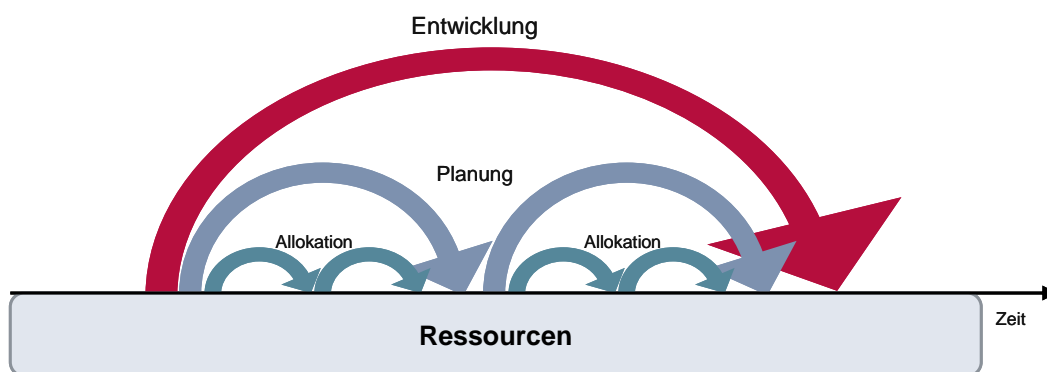 Entwicklung
Planung
Allokation
Allokation
Zeit
Ressourcen